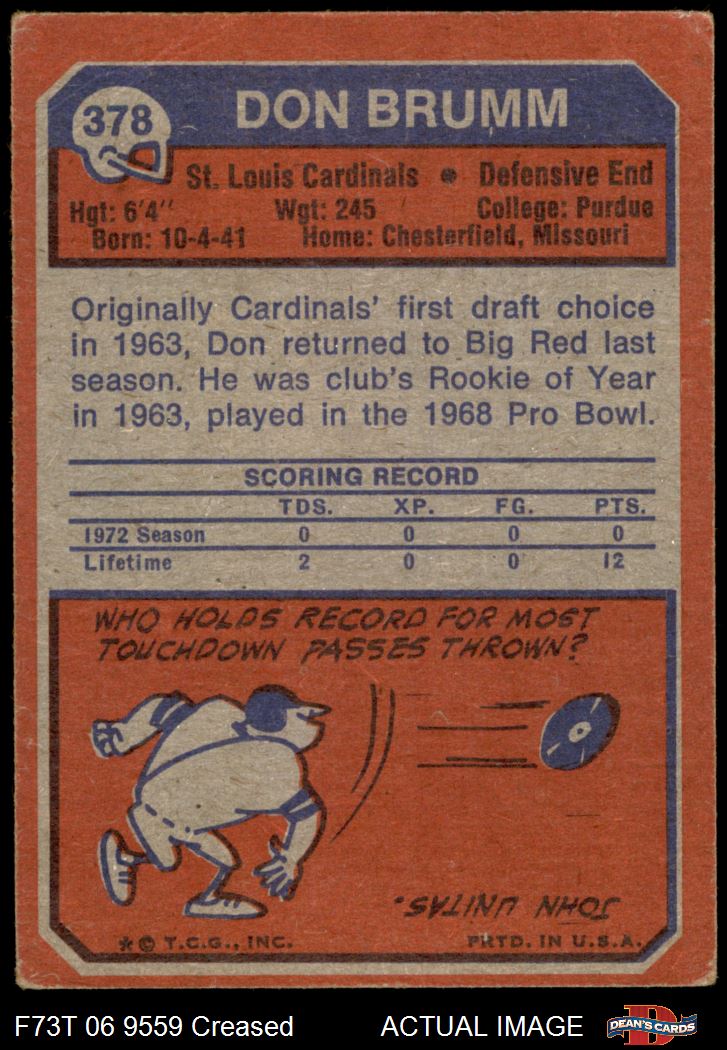 378
DON BRUMM
St. Louis Cardinals • Defensive End
Hgt: 6'4" Wgt: 245 College: Purdue
Born: 10-4-41 Home: Chesterfield, Missouri
Originally Cardinals' first draft choice
in 1963, Don returned to Big Red last
season. He was club's Rookie of Year
in 1963, played in the 1968 Pro Bowl.
SCORING RECORD
TDS. XP. FG. PTS.
1972 Season 0 0 0 0
Lifetime 2 0 0 12
WHO HOLDS RECORD FOR MOST
TOUCHDOWN PASSES THROWN?
JOHN UNITAS.
* © T.C.G., INC. PRTD. IN U.S.A.
F73T 06 9559 Creased ACTUAL IMAGE D DEAN'S CARDS